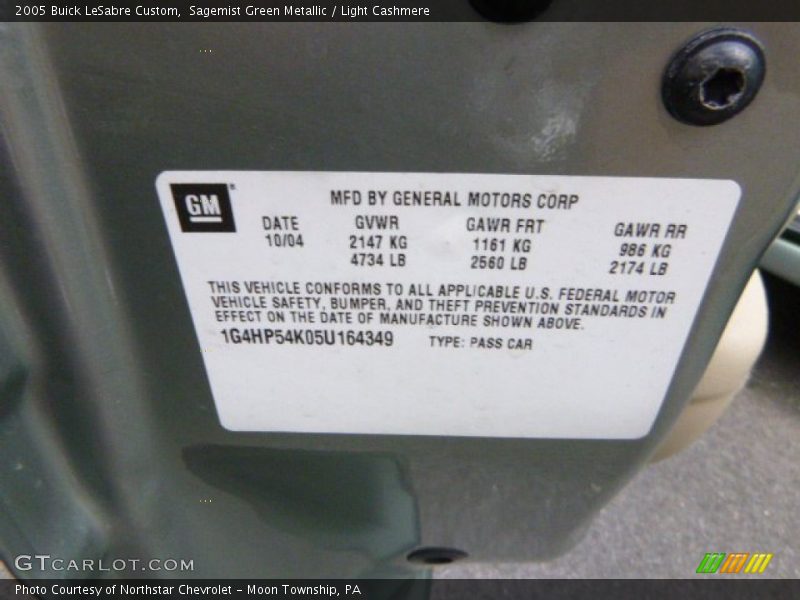 2005 Buick LeSabre Custom,  Sagemist Green Metallic / Light Cashmere
GM
MFD BY GENERAL MOTORS CORP
DATE GVWR GAWR FRT GAWR RR
10/04 2147 KG 1161 KG 986 KG
4734 LB 2560 LB 2174 LB
THIS VEHICLE CONFORMS TO ALL APPLICABLE U.S. FEDERAL MOTOR
VEHICLE SAFETY, BUMPER, AND THEFT PREVENTION STANDARDS IN
EFFECT ON THE DATE OF MANUFACTURE SHOWN ABOVE.
1G4HP54K05U164349 TYPE: PASS CAR
GTCARLOT.COM
Photo Courtesy of Northstar Chevrolet - Moon Township, PA